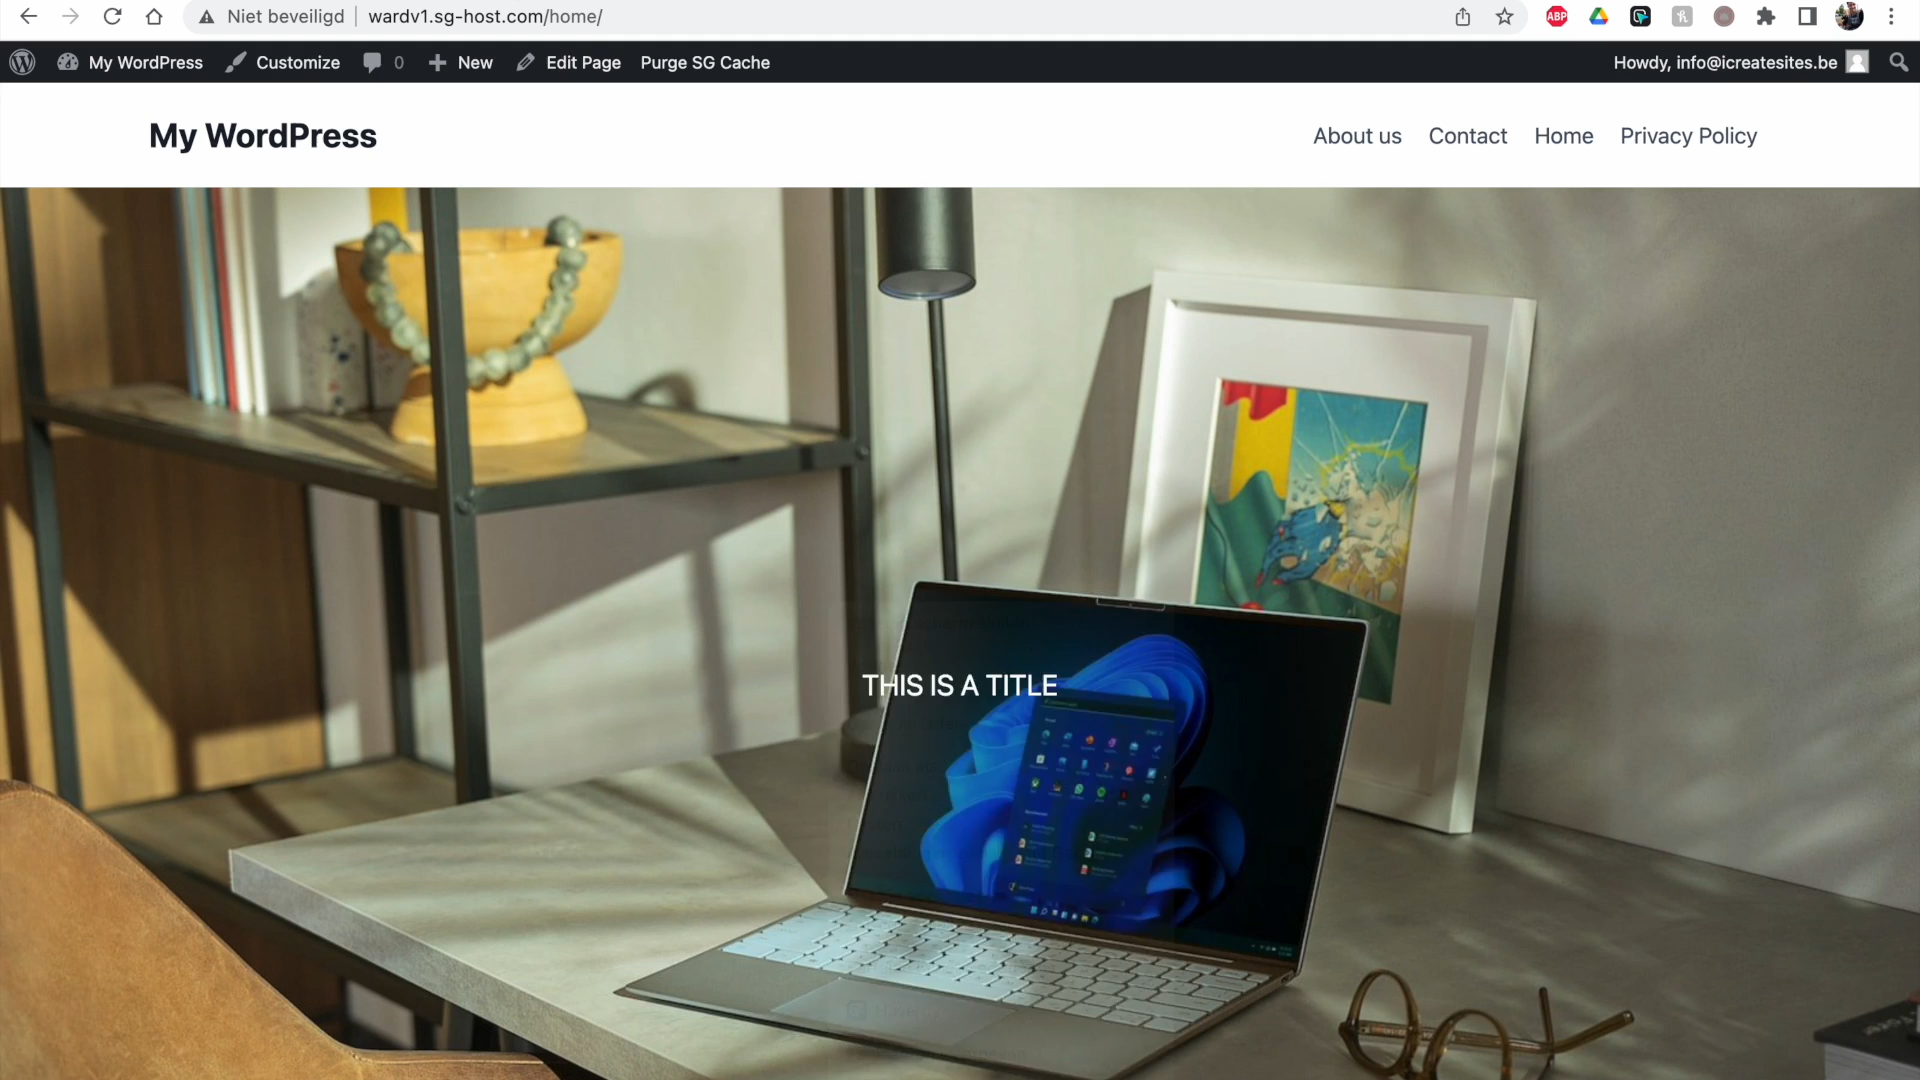 Niet beveiligd wardv1.sg-host.com/home/
ABP
My WordPress Customize 0 New Edit Page Purge SG Cache Howdy, info@icreatesites.be
My WordPress About us Contact Home Privacy Policy
THIS IS A TITLE